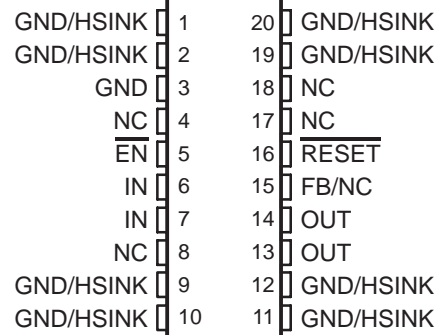 GND/HSINK 1 20 GND/HSINK
GND/HSINK 2 19 GND/HSINK
GND 3 18 NC
NC 4 17 NC
EN 5 16 RESET
IN 6 15 FB/NC
IN 7 14 OUT
NC 8 13 OUT
GND/HSINK 9 12 GND/HSINK
GND/HSINK 10 11 GND/HSINK